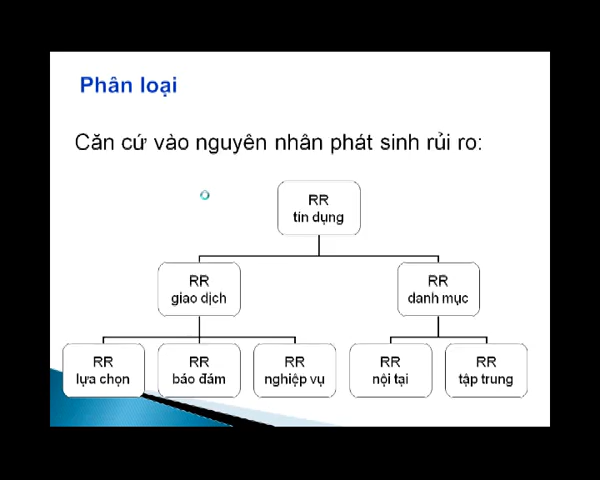 Phân loại
Căn cứ vào nguyên nhân phát sinh rủi ro:
RR
tín dụng
RR
giao dịch
RR
danh mục
RR
lựa chọn
RR
bảo đảm
RR
nghiệp vụ
RR
nội tại
RR
tập trung